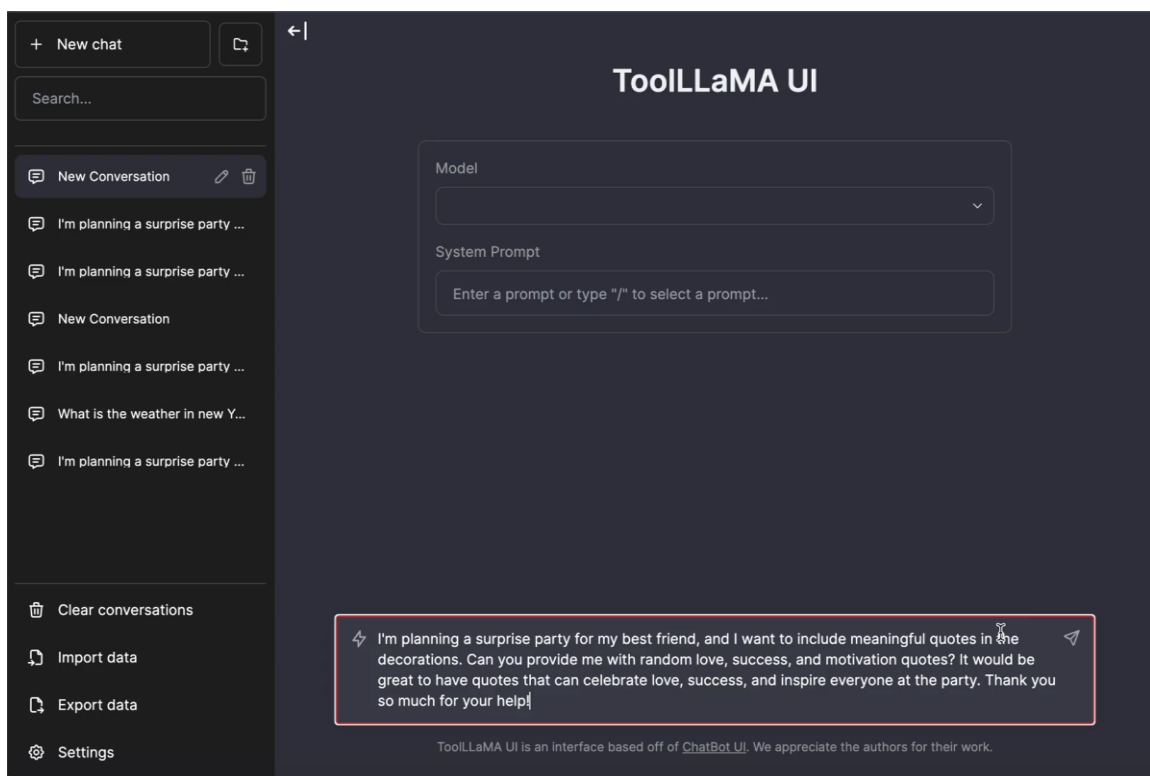 New chat
Search...
New Conversation
I'm planning a surprise party ...
I'm planning a surprise party ...
New Conversation
I'm planning a surprise party ...
What is the weather in new Y...
I'm planning a surprise party ...
Clear conversations
Import data
Export data
Settings
ToolLLaMA UI
Model
System Prompt
Enter a prompt or type "/" to select a prompt...
I'm planning a surprise party for my best friend, and I want to include meaningful quotes in the
decorations. Can you provide me with random love, success, and motivation quotes? It would be
great to have quotes that can celebrate love, success, and inspire everyone at the party. Thank you
so much for your help!
ToolLLaMA UI is an interface based off of ChatBot UI. We appreciate the authors for their work.